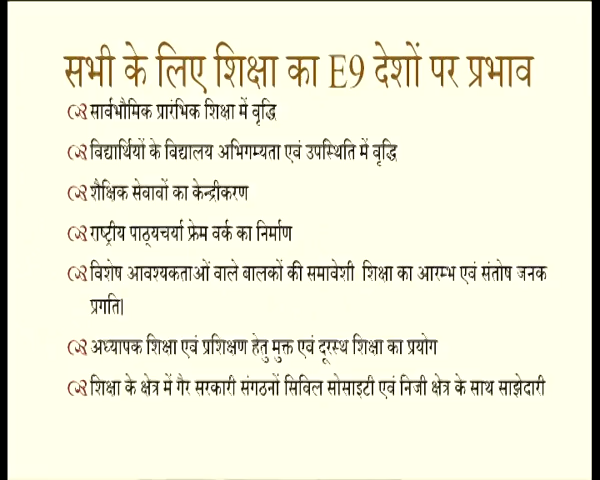 सभी के लिए शिक्षा का E9 देशों पर प्रभाव
सार्वभौमिक प्रारंभिक शिक्षा में वृद्धि
विद्यार्थियों के विद्यालय अभिगम्यता एवं उपस्थिति में वृद्धि
शैक्षिक सेवावों का केन्द्रीकरण
राष्ट्रीय पाठ्यचर्या फ्रेम वर्क का निर्माण
विशेष आवश्यकताओं वाले बालकों की समावेशी शिक्षा का आरम्भ एवं संतोष जनक
प्रगति।
अध्यापक शिक्षा एवं प्रशिक्षण हेतु मुक्त एवं दूरस्थ शिक्षा का प्रयोग
शिक्षा के क्षेत्र में गैर सरकारी संगठनों सिविल सोसाइटी एवं निजी क्षेत्र के साथ साझेदारी